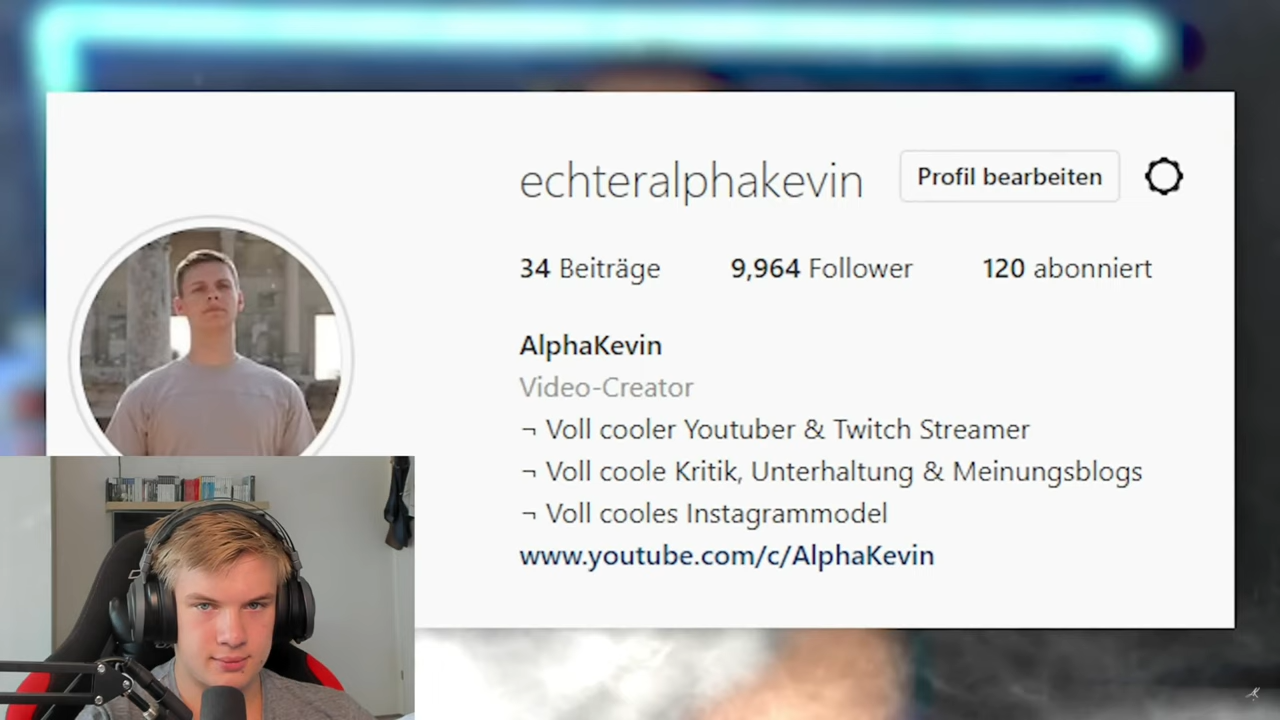 echteralphakevin Profil bearbeiten
34 Beiträge 9,964 Follower 120 abonniert
AlphaKevin
Video-Creator
¬ Voll cooler Youtuber & Twitch Streamer
¬ Voll coole Kritik, Unterhaltung & Meinungsblogs
¬ Voll cooles Instagrammodel
www.youtube.com/c/AlphaKevin